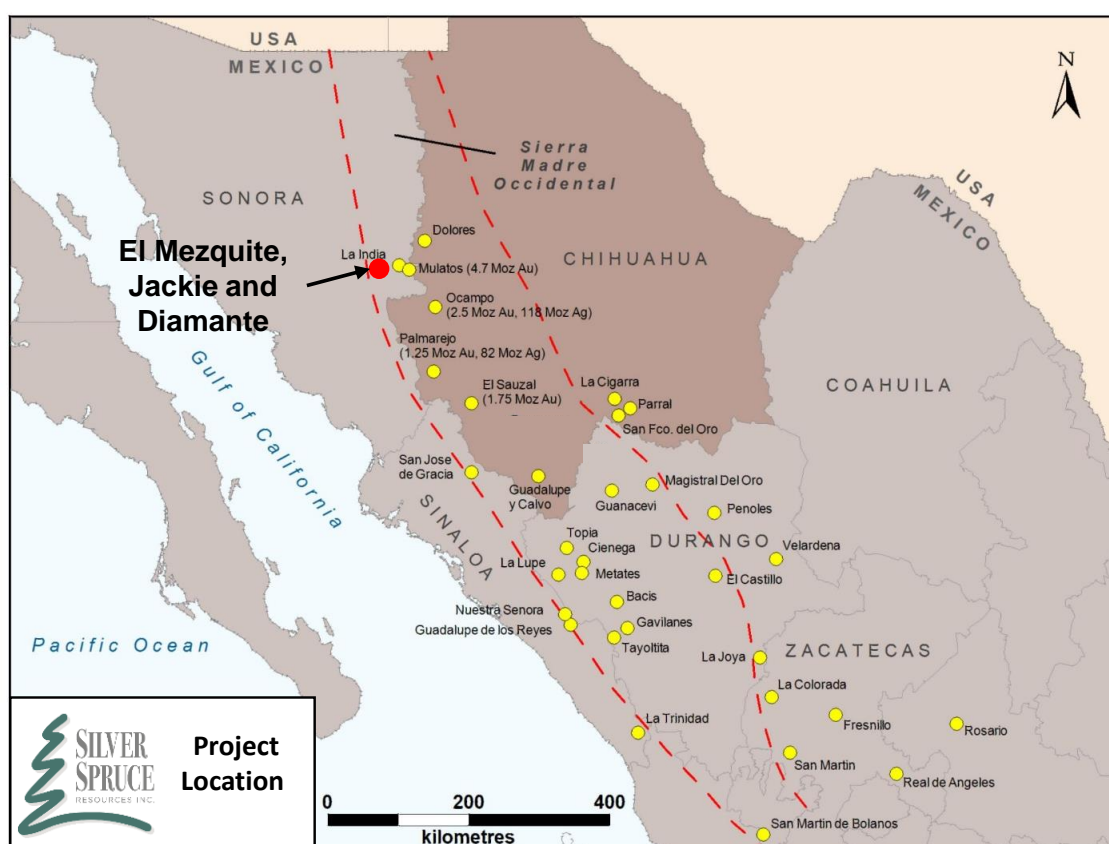 USA
MEXICO
N
Sierra
Madre
Occidental
USA
MEXICO
SONORA
Dolores
El Mezquite,
Jackie and
Diamante
La India
Mulatos (4.7 Moz Au)
CHIHUAHUA
Ocampo
(2.5 Moz Au, 118 Moz Ag)
Palmarejo
(1.25 Moz Au, 82 Moz Ag)
El Sauzal
(1.75 Moz Au)
La Cigarra
Parral
San Fco. del Oro
COAHUILA
Gulf of California
San Jose
de Gracia
Guadalupe
y Calvo
Guanacevi
Magistral Del Oro
Penoles
SINALOA
Topia
Cienega
La Lupe
Metates
DURANGO
Velardena
El Castillo
Bacis
Nuestra Senora
Guadalupe de los Reyes
Gavilanes
Tayoltita
Pacific Ocean
La Joya
ZACATECAS
La Colorada
La Trinidad
Fresnillo
Rosario
San Martin
Real de Angeles
San Martin de Bolanos
SILVER
SPRUCE
RESOURCES INC.
Project
Location
0 200 400
kilometres